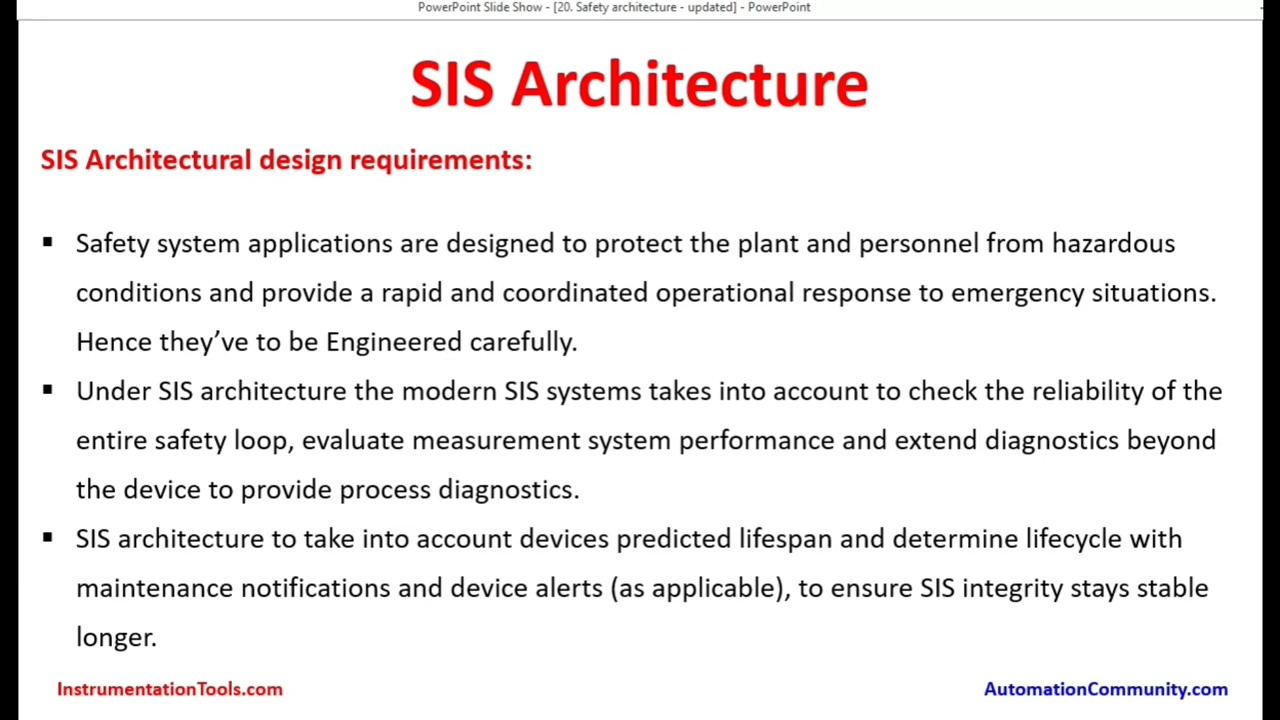 PowerPoint Slide Show - [20. Safety architecture - updated] - PowerPoint
SIS Architecture
SIS Architectural design requirements:
▪ Safety system applications are designed to protect the plant and personnel from hazardous
conditions and provide a rapid and coordinated operational response to emergency situations.
Hence they’ve to be Engineered carefully.
▪ Under SIS architecture the modern SIS systems takes into account to check the reliability of the
entire safety loop, evaluate measurement system performance and extend diagnostics beyond
the device to provide process diagnostics.
▪ SIS architecture to take into account devices predicted lifespan and determine lifecycle with
maintenance notifications and device alerts (as applicable), to ensure SIS integrity stays stable
longer.
InstrumentationTools.com
AutomationCommunity.com